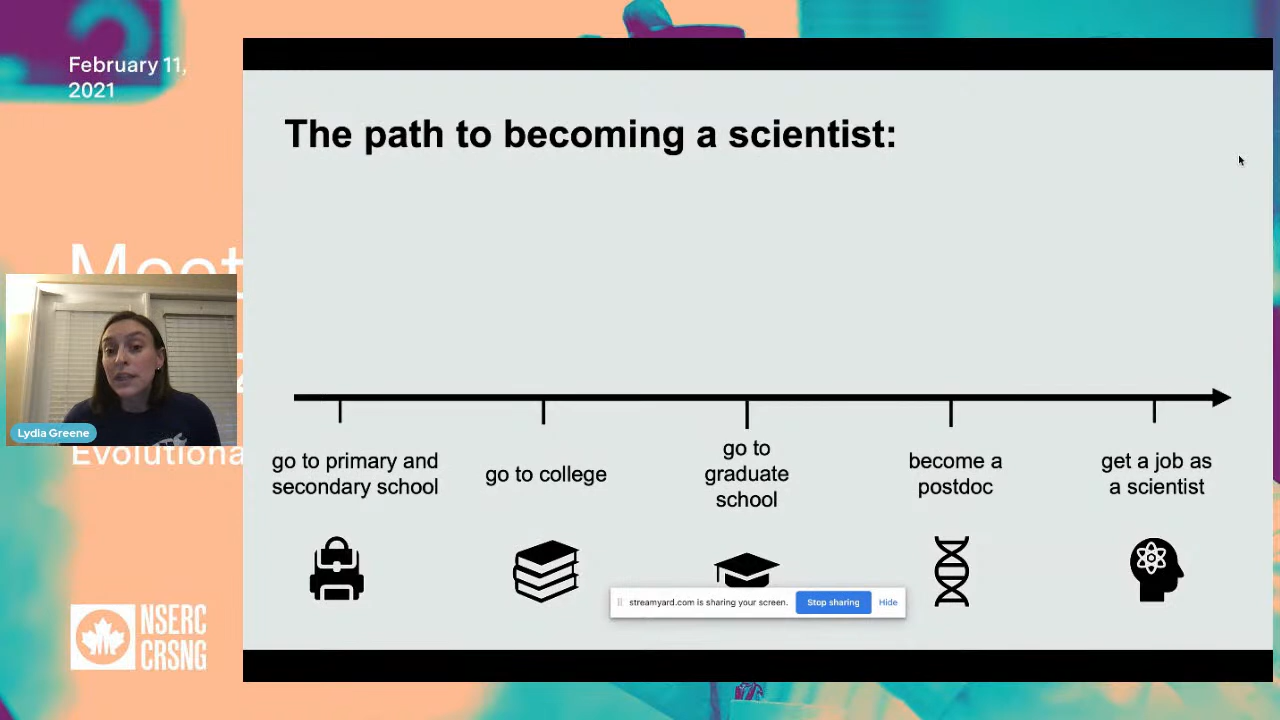 February 11,
2021
The path to becoming a scientist:
Lydia Greene
go to primary and
secondary school
go to college
go to
graduate
school
become a
postdoc
get a job as
a scientist
streamyard.com is sharing your screen.
Stop sharing
Hide
NSERC
CRSNG